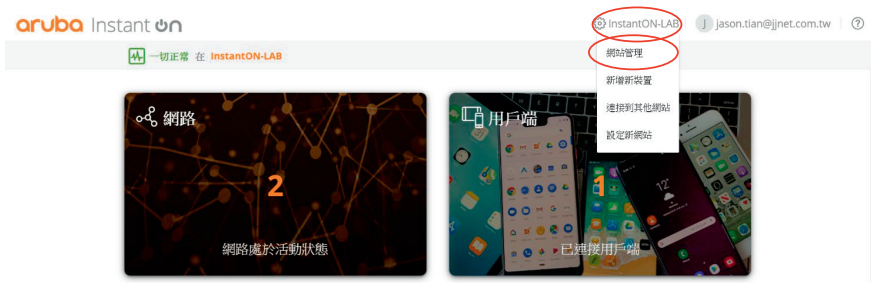 aruba Instant on
InstantON-LAB
J jason.tian@jjnet.com.tw
?
一切正常 在 InstantON-LAB
網站管理
新增新裝置
連接到其他網站
設定新網站
網路
2
網路處於活動狀態
用戶端
1
已連接用戶端
12°